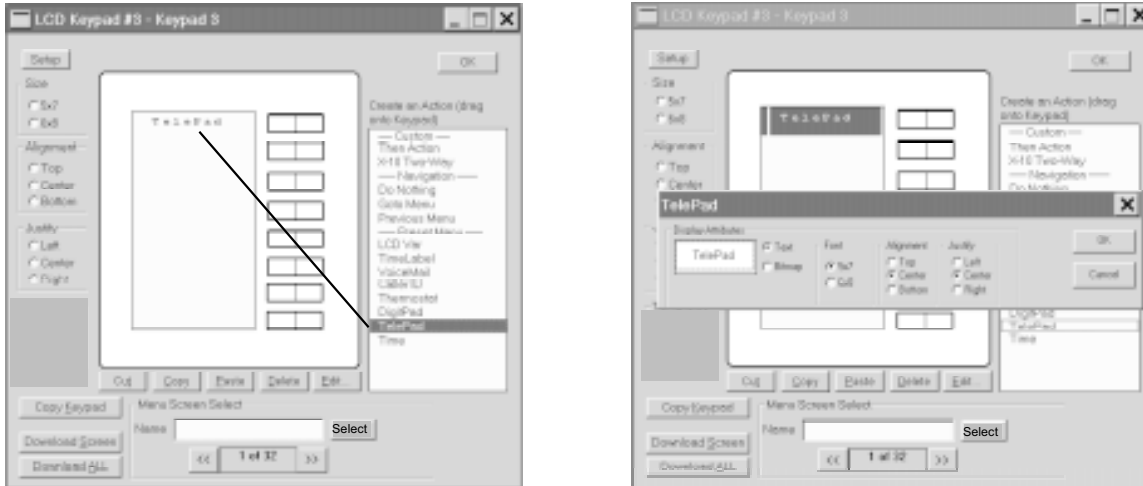 LCD Keypad #3 - Keypad 3
Setup
OK
Size
5x7
6x8
Alignment
Top
Center
Bottom
Justify
Left
Center
Right
TelePad
Create an Action (drag
onto Keypad)
--- Custom ---
Then Action
X-10 Two-Way
---- Navigation ----
Do Nothing
Goto Menu
Previous Menu
---- Preset Menu ----
LCD Var
TimeLabel
VoiceMail
Thermostat
DigiPad
TelePad
Time
Cut
Copy
Paste
Delete
Edit...
Copy Keypad
Download Screen
Download ALL
Menu Screen Select
Name
Select
<<
1 of 32
>>
LCD Keypad #3 - Keypad 3
Setup
OK
Size
5x7
6x8
Alignment
Top
Center
TelePad
Create an Action (drag
onto Keypad)
--- Custom ---
Then Action
X-10 Two-Way
---- Navigation ----
Do Nothing
TelePad
Display Attributes
TelePad
Text
Bitmap
Font
5x7
6x8
Alignment
Top
Center
Bottom
Justify
Left
Center
Right
OK
Cancel
DigiPad
TelePad
Time
Cut
Copy
Paste
Delete
Edit...
Copy Keypad
Download Screen
Download ALL
Menu Screen Select
Name
Select
<<
1 of 32
>>